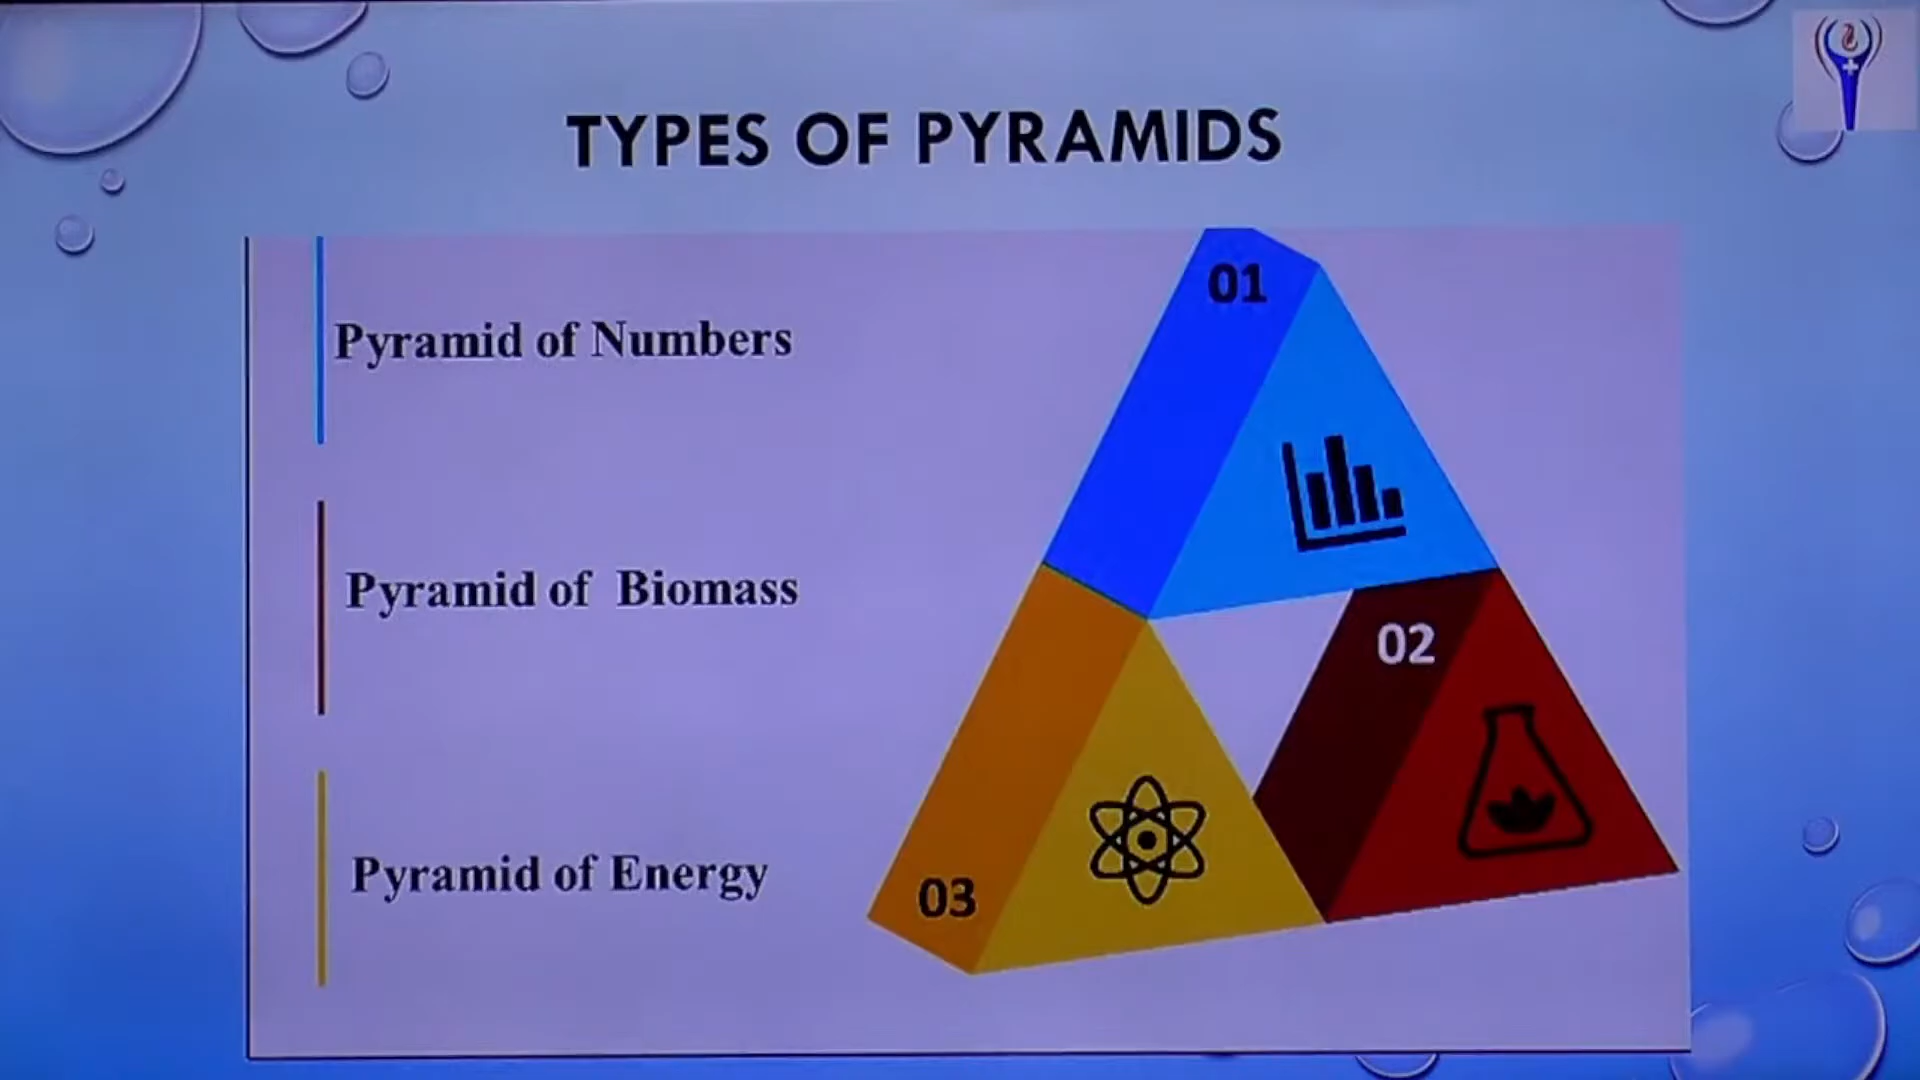 TYPES OF PYRAMIDS
01
Pyramid of Numbers
02
Pyramid of Biomass
03
Pyramid of Energy